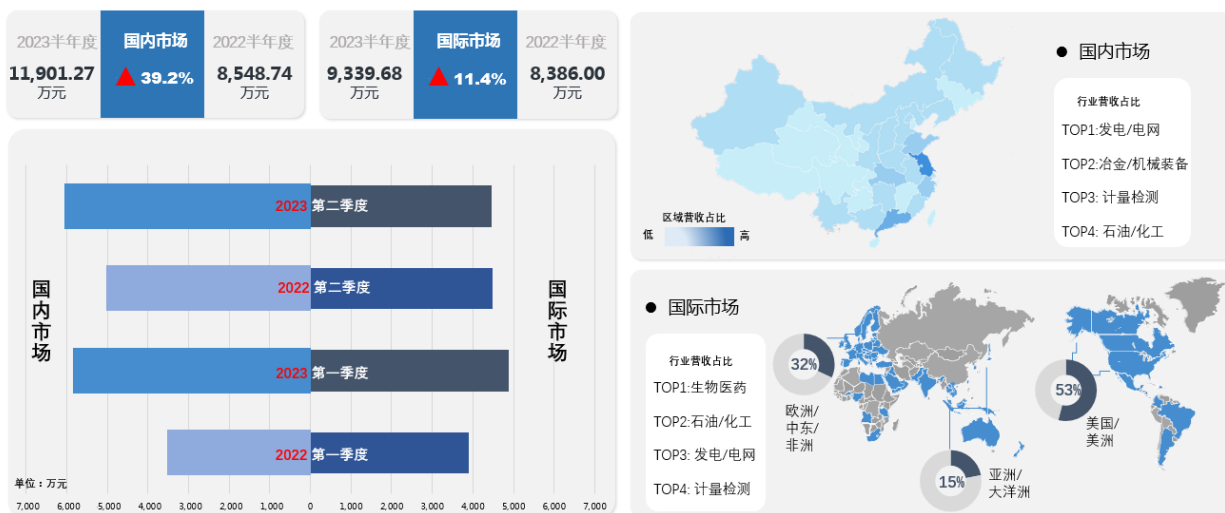 2023半年度
11,901.27
万元
国内市场
39.2%
2022半年度
8,548.74
万元
2023半年度
9,339.68
万元
国际市场
11.4%
2022半年度
8,386.00
万元
国内市场
国际市场
2023 第二季度
2022 第二季度
2023 第一季度
2022 第一季度
单位：万元
7,000 6,000 5,000 4,000 3,000 2,000 1,000 0 1,000 2,000 3,000 4,000 5,000 6,000 7,000
● 国内市场
行业营收占比
TOP1:发电/电网
TOP2:冶金/机械装备
TOP3: 计量检测
TOP4: 石油/化工
区域营收占比
低 高
● 国际市场
行业营收占比
TOP1:生物医药
TOP2:石油/化工
TOP3: 发电/电网
TOP4: 计量检测
32%
欧洲/
中东/
非洲
15%
亚洲/
大洋洲
53%
美国/
美洲